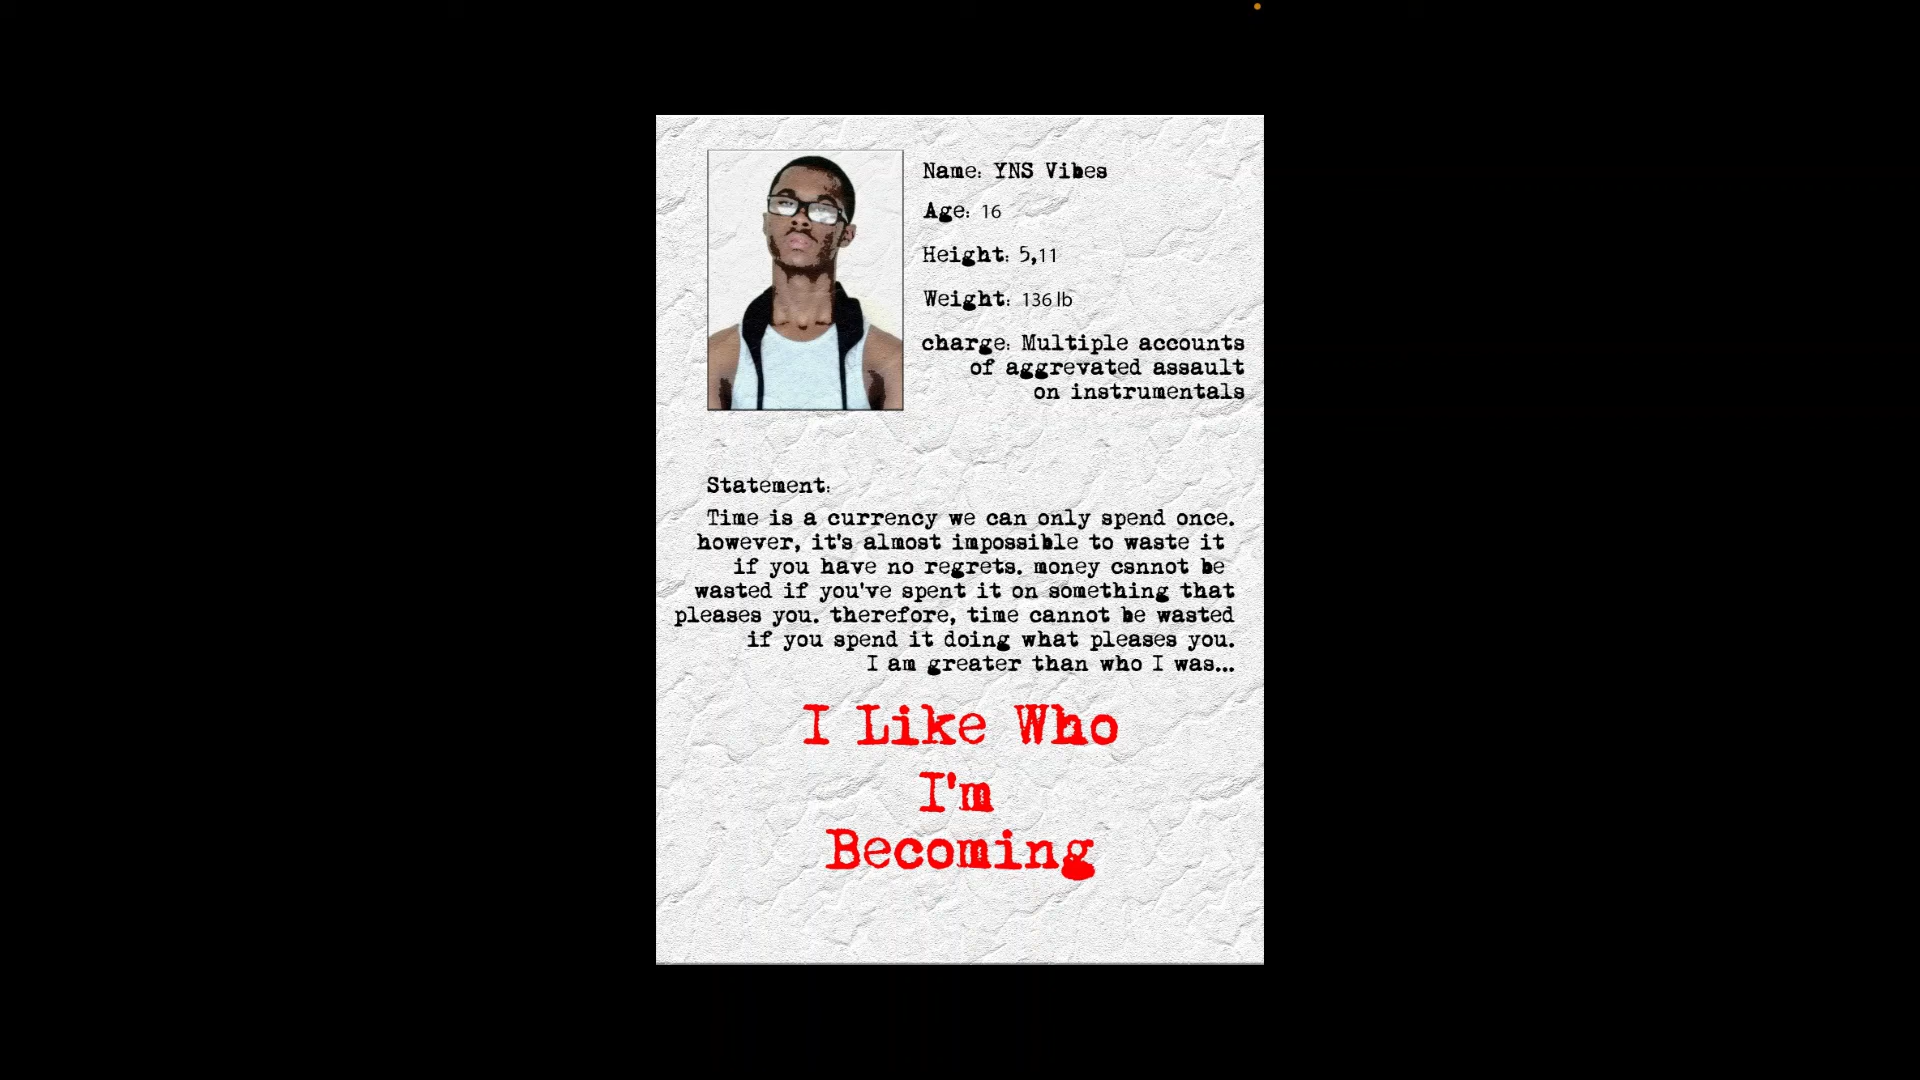 Name: YNS Vibes
Age: 16
Height: 5,11
Weight: 136 lb
charge: Multiple accounts
of aggrevated assault
on instrumentals
Statement:
Time is a currency we can only spend once.
however, it's almost impossible to waste it
if you have no regrets. money csnnot be
wasted if you've spent it on something that
pleases you. therefore, time cannot be wasted
if you spend it doing what pleases you.
I am greater than who I was...
I Like Who
I'm
Becoming